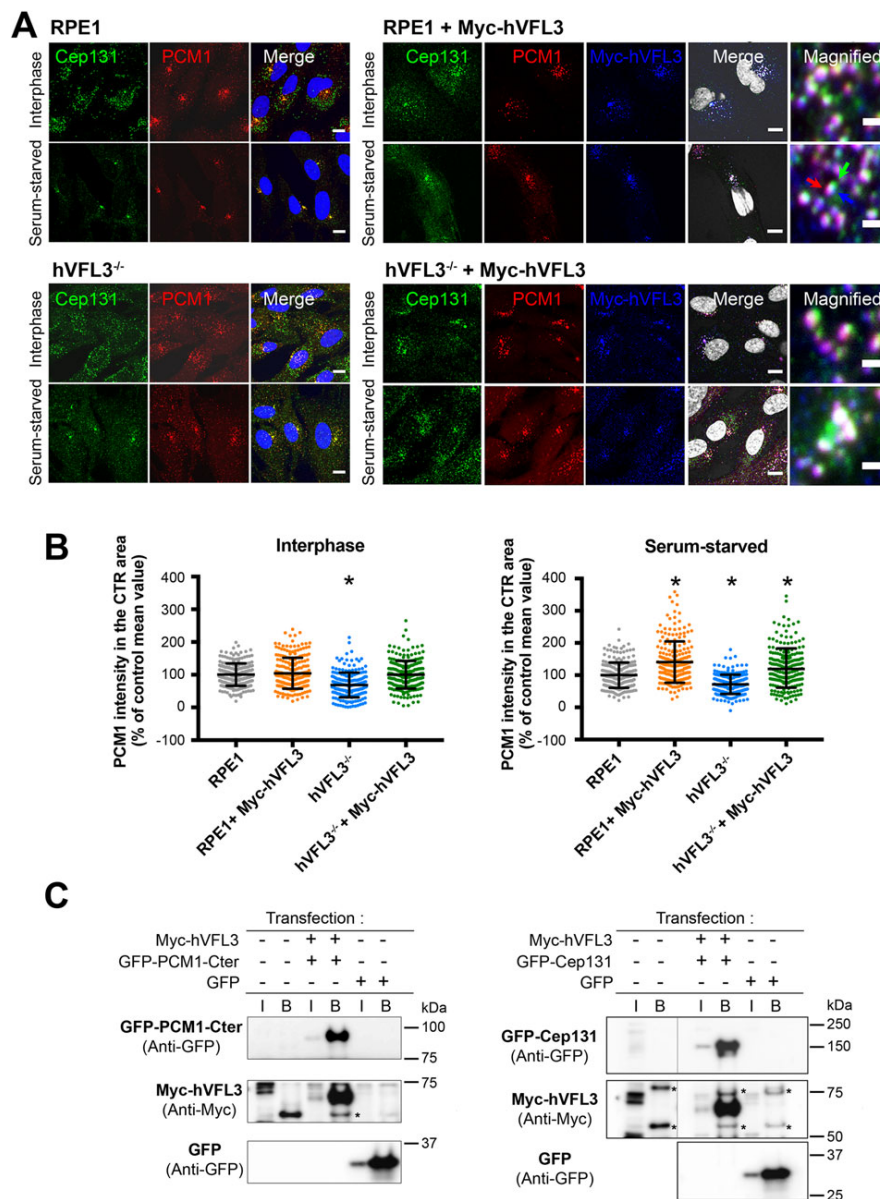 A
RPE1
RPE1 + Myc-hVFL3
Cep131 PCM1 Merge
Cep131 PCM1 Myc-hVFL3 Merge Magnified
Interphase
Serum-starved
Interphase
Serum-starved
hVFL3-/-
hVFL3-/- + Myc-hVFL3
Cep131 PCM1 Merge
Cep131 PCM1 Myc-hVFL3 Merge Magnified
Interphase
Serum-starved
Interphase
Serum-starved
B
Interphase
PCM1 intensity in the CTR area
(% of control mean value)
400
300
200
100
0
-100
*
RPE1
RPE1+ Myc-hVFL3
hVFL3-/-
hVFL3-/- + Myc-hVFL3
Serum-starved
PCM1 intensity in the CTR area
(% of control mean value)
400
300
200
100
0
-100
* * *
RPE1
RPE1+ Myc-hVFL3
hVFL3-/-
hVFL3-/- + Myc-hVFL3
C
Transfection :
Myc-hVFL3 - - + + - -
GFP-PCM1-Cter - - + + - -
GFP - - - - + +
I B I B I B kDa
GFP-PCM1-Cter
(Anti-GFP)
100
75
Myc-hVFL3
(Anti-Myc)
75
*
50
GFP
(Anti-GFP)
37
Transfection :
Myc-hVFL3 - - + + - -
GFP-Cep131 - - + + - -
GFP - - - - + +
I B I B I B kDa
GFP-Cep131
(Anti-GFP)
250
150
Myc-hVFL3
(Anti-Myc)
* * * 75
* * * 50
GFP
(Anti-GFP)
37
25